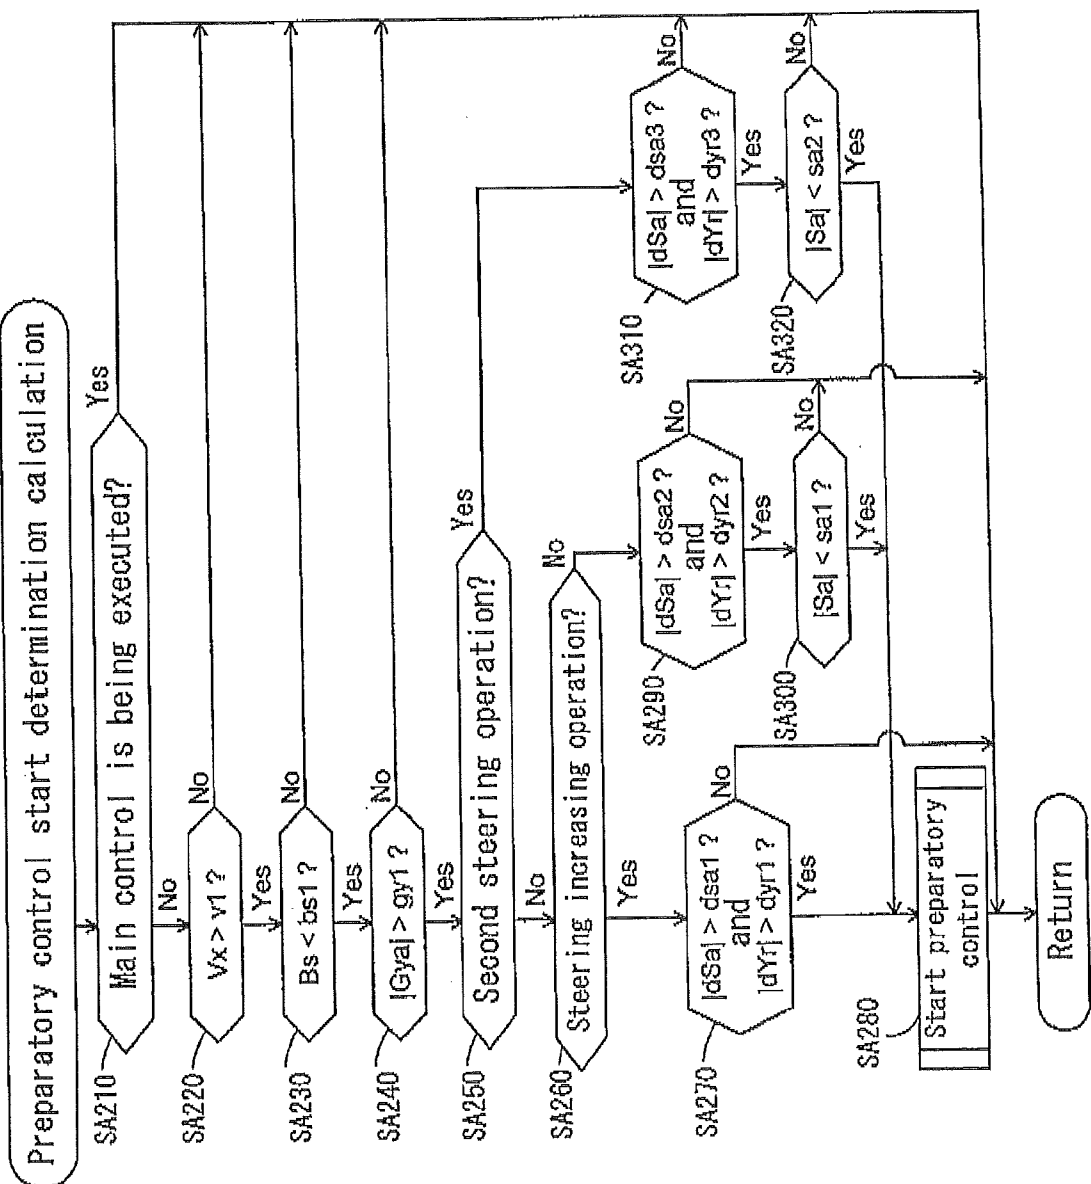 Preparatory control start determination calculation
SA210
Main control is being executed?
Yes
No
SA220
Vx > v1 ?
No
Yes
SA230
Bs < bs1 ?
No
Yes
SA240
|Gya| > gy1 ?
No
Yes
SA250
Second steering operation?
Yes
No
SA260
Steering increasing operation?
No
Yes
SA270
|dSa| > dsa1 ?
and
|dYr| > dyr1 ?
No
Yes
SA290
|dSa| > dsa2 ?
and
|dYr| > dyr2 ?
No
Yes
SA300
|Sa| < sa1 ?
No
Yes
SA310
|dSa| > dsa3 ?
and
|dYr| > dyr3 ?
No
Yes
SA320
|Sa| < sa2 ?
No
Yes
SA280
Start preparatory
control
Return